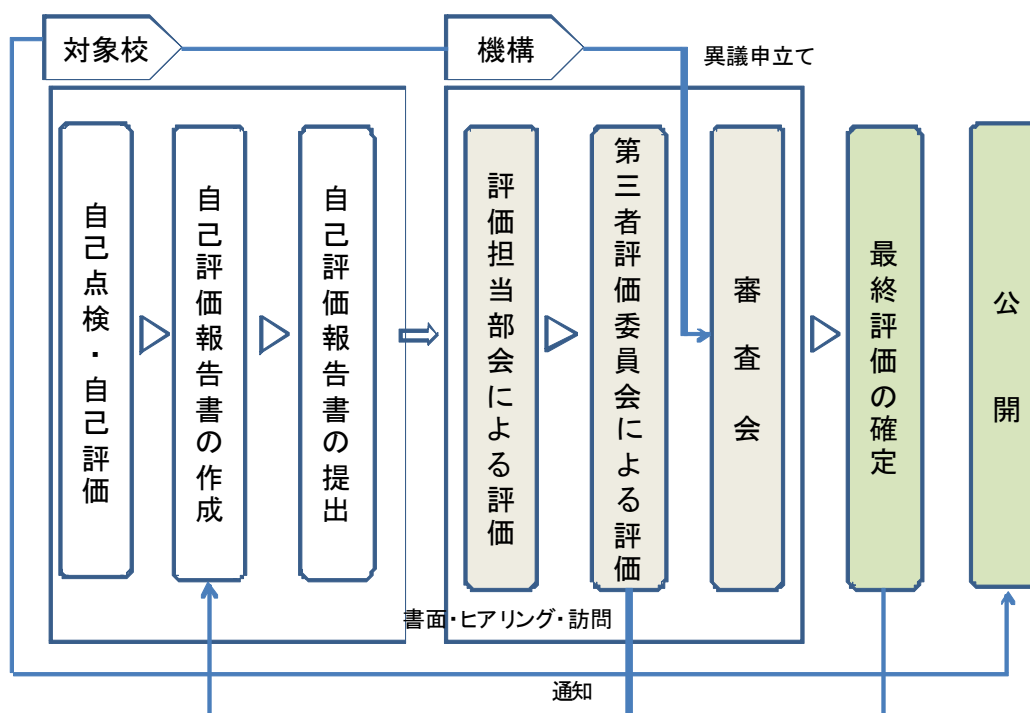 対象校
機構
異議申立て
自己点検・自己評価
自己評価報告書の作成
自己評価報告書の提出
評価担当部会による評価
第三者評価委員会による評価
審査会
最終評価の確定
公開
書面・ヒアリング・訪問
通知